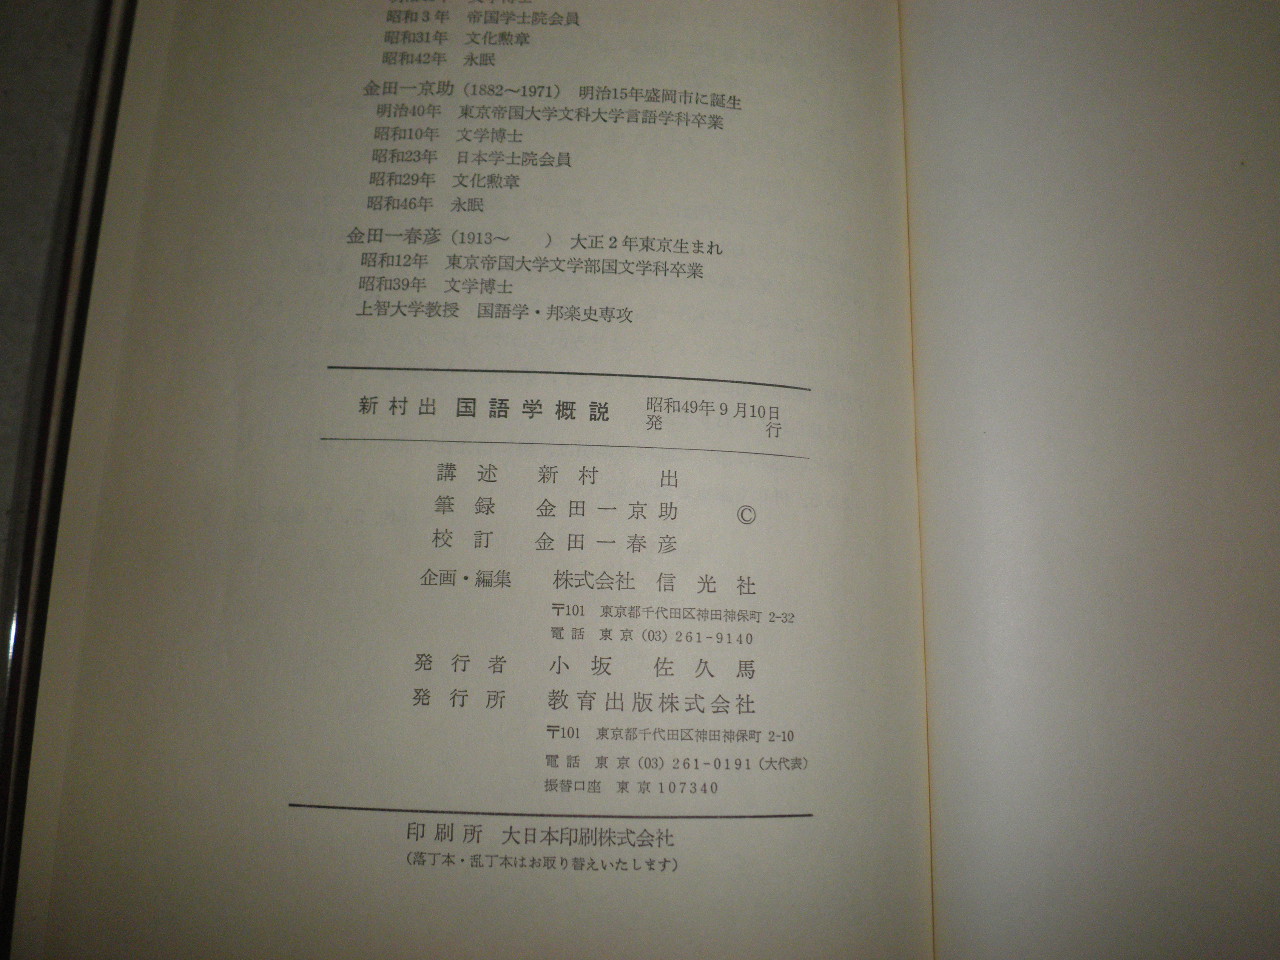 昭和3年　帝国学士院会員
昭和31年　文化勲章
昭和42年　永眠
金田一京助（1882〜1971）　明治15年盛岡市に誕生
明治40年　東京帝国大学文科大学言語学科卒業
昭和10年　文学博士
昭和23年　日本学士院会員
昭和29年　文化勲章
昭和46年　永眠
金田一春彦（1913〜　　）　大正2年東京生まれ
昭和12年　東京帝国大学文学部国文学科卒業
昭和39年　文学博士
上智大学教授　国語学・邦楽史専攻
新村出 国語学概説　昭和49年9月10日発行
講述　新村　出
筆録　金田一京助　©
校訂　金田一春彦
企画・編集　株式会社　信光社
〒101　東京都千代田区神田神保町 2-32
電話　東京 (03) 261-9140
発行者　小坂　佐久馬
発行所　教育出版株式会社
〒101　東京都千代田区神田神保町 2-10
電話　東京 (03) 261-0191（大代表）
振替口座　東京 107340
印刷所　大日本印刷株式会社
（落丁本・乱丁本はお取り替えいたします）